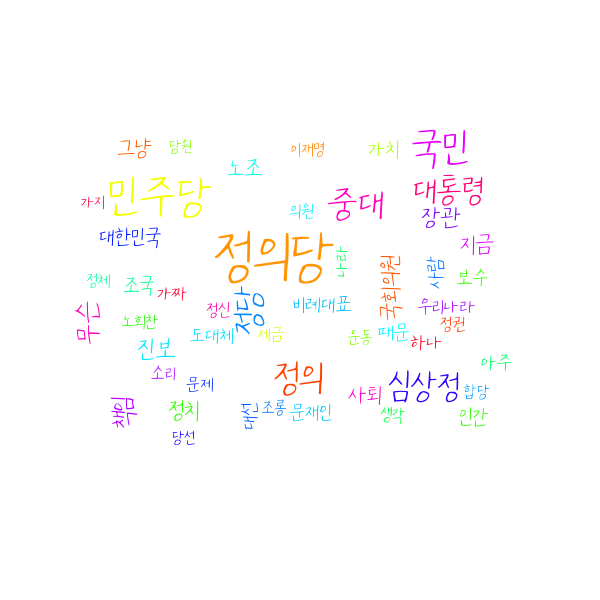 그냥
당원
이재명
가치
국민
노조
가지
민주당
의원
중대
대통령
장관
대한민국
정의당
나라
지금
정체
조국
가짜
국회의원
사람
보수
무슨
노회찬
정신
정당
비례대표
우리나라
정권
진보
도대체
세금
운동
때문
하나
소리
문제
정의
사퇴
심상정
합당
아주
책임
정치
대선
조롱
문재인
생각
인간
당선